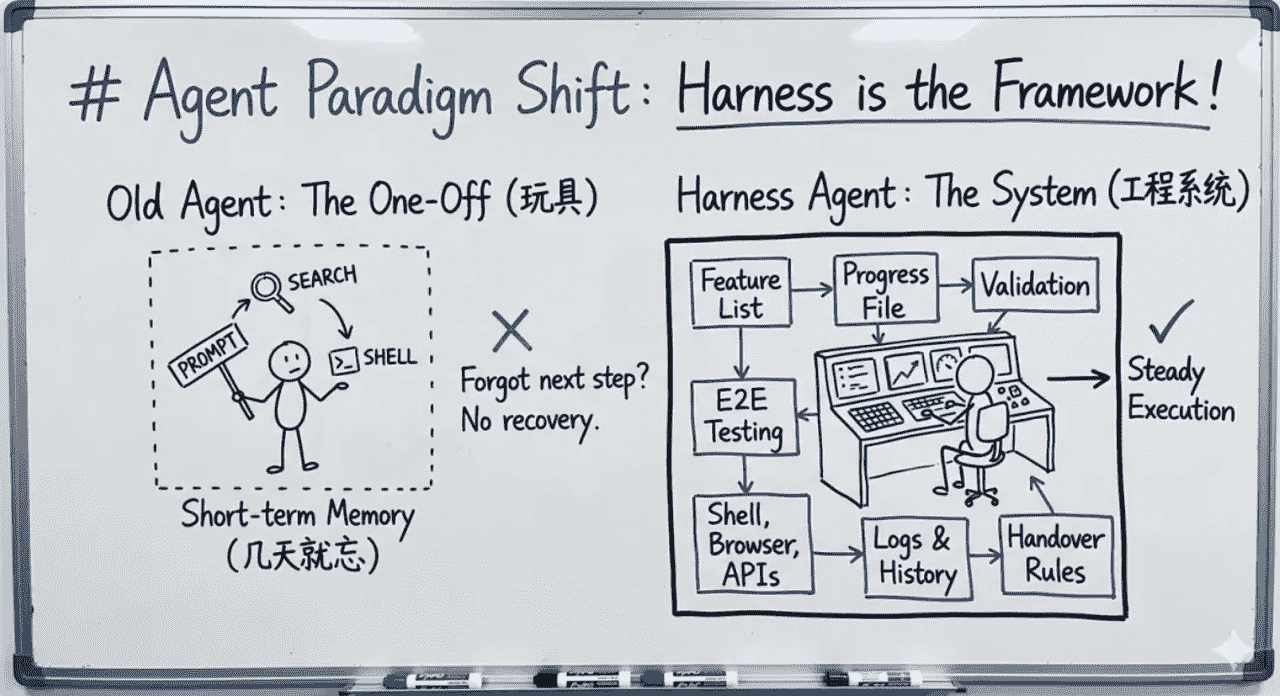 # Agent Paradigm Shift: Harness is the Framework!
Old Agent: The One-Off (玩具)
PROMPT
SEARCH
>_ SHELL
Forgot next step?
No recovery.
Short-term Memory
(几天就忘)
Harness Agent: The System (工程系统)
Feature
List
Progress
File
Validation
E2E
Testing
Shell,
Browser,
APIs
Logs &
History
Handover
Rules
Steady
Execution